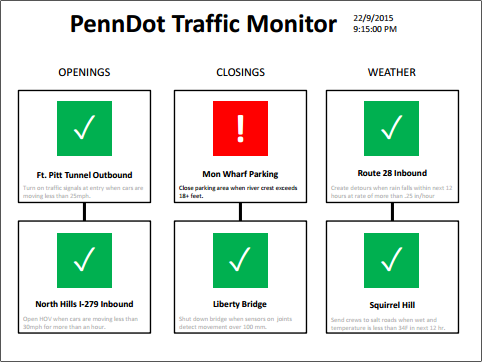 PennDot Traffic Monitor
22/9/2015
9:15:00 PM
OPENINGS
CLOSINGS
WEATHER
!
Ft. Pitt Tunnel Outbound
Turn on traffic signals at entry when cars are
moving less than 25mph.
Mon Wharf Parking
Close parking area when river crest exceeds
18+ feet.
Route 28 Inbound
Create detours when rain falls within next 12
hours at rate of more than .25 in/hour
North Hills I-279 Inbound
Open HOV when cars are moving less than
30mph for more than an hour.
Liberty Bridge
Shut down bridge when sensors on joints
detect movement over 100 mm.
Squirrel Hill
Send crews to salt roads when wet and
temperature is less than 34F in next 12 hr.